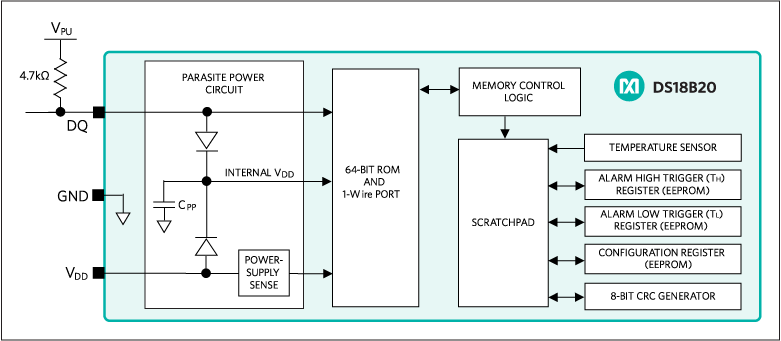 VPU
4.7kΩ
DQ
GND
VDD
PARASITE POWER
CIRCUIT
INTERNAL VDD
CPP
POWER-
SUPPLY
SENSE
64-BIT ROM
AND
1-Wire PORT
MEMORY CONTROL
LOGIC
DS18B20
SCRATCHPAD
TEMPERATURE SENSOR
ALARM HIGH TRIGGER (TH)
REGISTER (EEPROM)
ALARM LOW TRIGGER (TL)
REGISTER (EEPROM)
CONFIGURATION REGISTER
(EEPROM)
8-BIT CRC GENERATOR